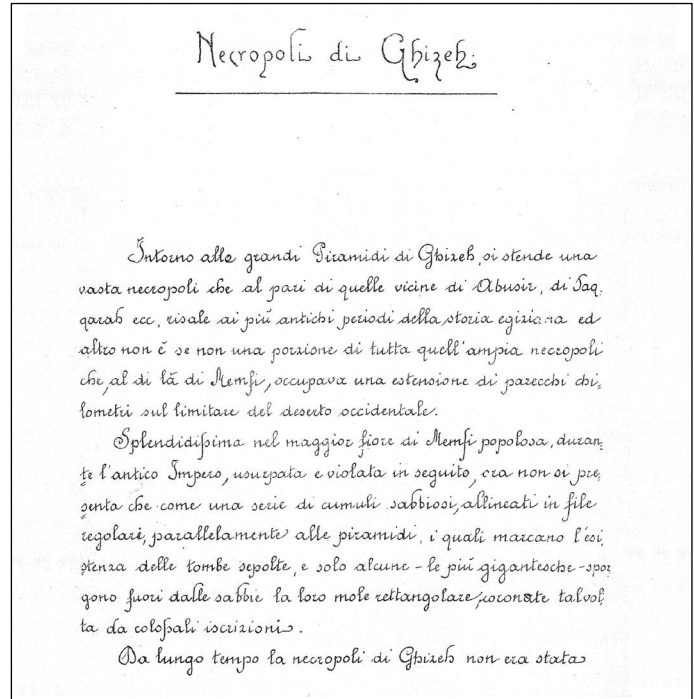 Necropoli di Ghizeh.
Intorno alle grandi Piramidi di Ghizeh, si stende una
vasta necropoli che al pari di quelle vicine di Abusir, di Saq=
qarah ecc, risale ai più antichi periodi della storia egiziana ed
altro non è se non una porzione di tutta quell'ampia necropoli
che, al di là di Memfi, occupava una estensione di parecchi chi=
lometri sul limitare del deserto occidentale.
Splendidissima nel maggior fiore di Memfi popolosa, duran=
te l'antico Impero, usurpata e violata in seguito, ora non si pre=
senta che come una serie di cumuli sabbiosi, allineati in file
regolari, parallelamente alle piramidi, i quali marcano l'esi=
stenza delle tombe sepolte, e solo alcune - le più gigantesche - spor=
gono fuori dalle sabbie la loro mole rettangolare, coronate talvol=
ta da colossali iscrizioni.
Da lungo tempo la necropoli di Ghizeh non era stata